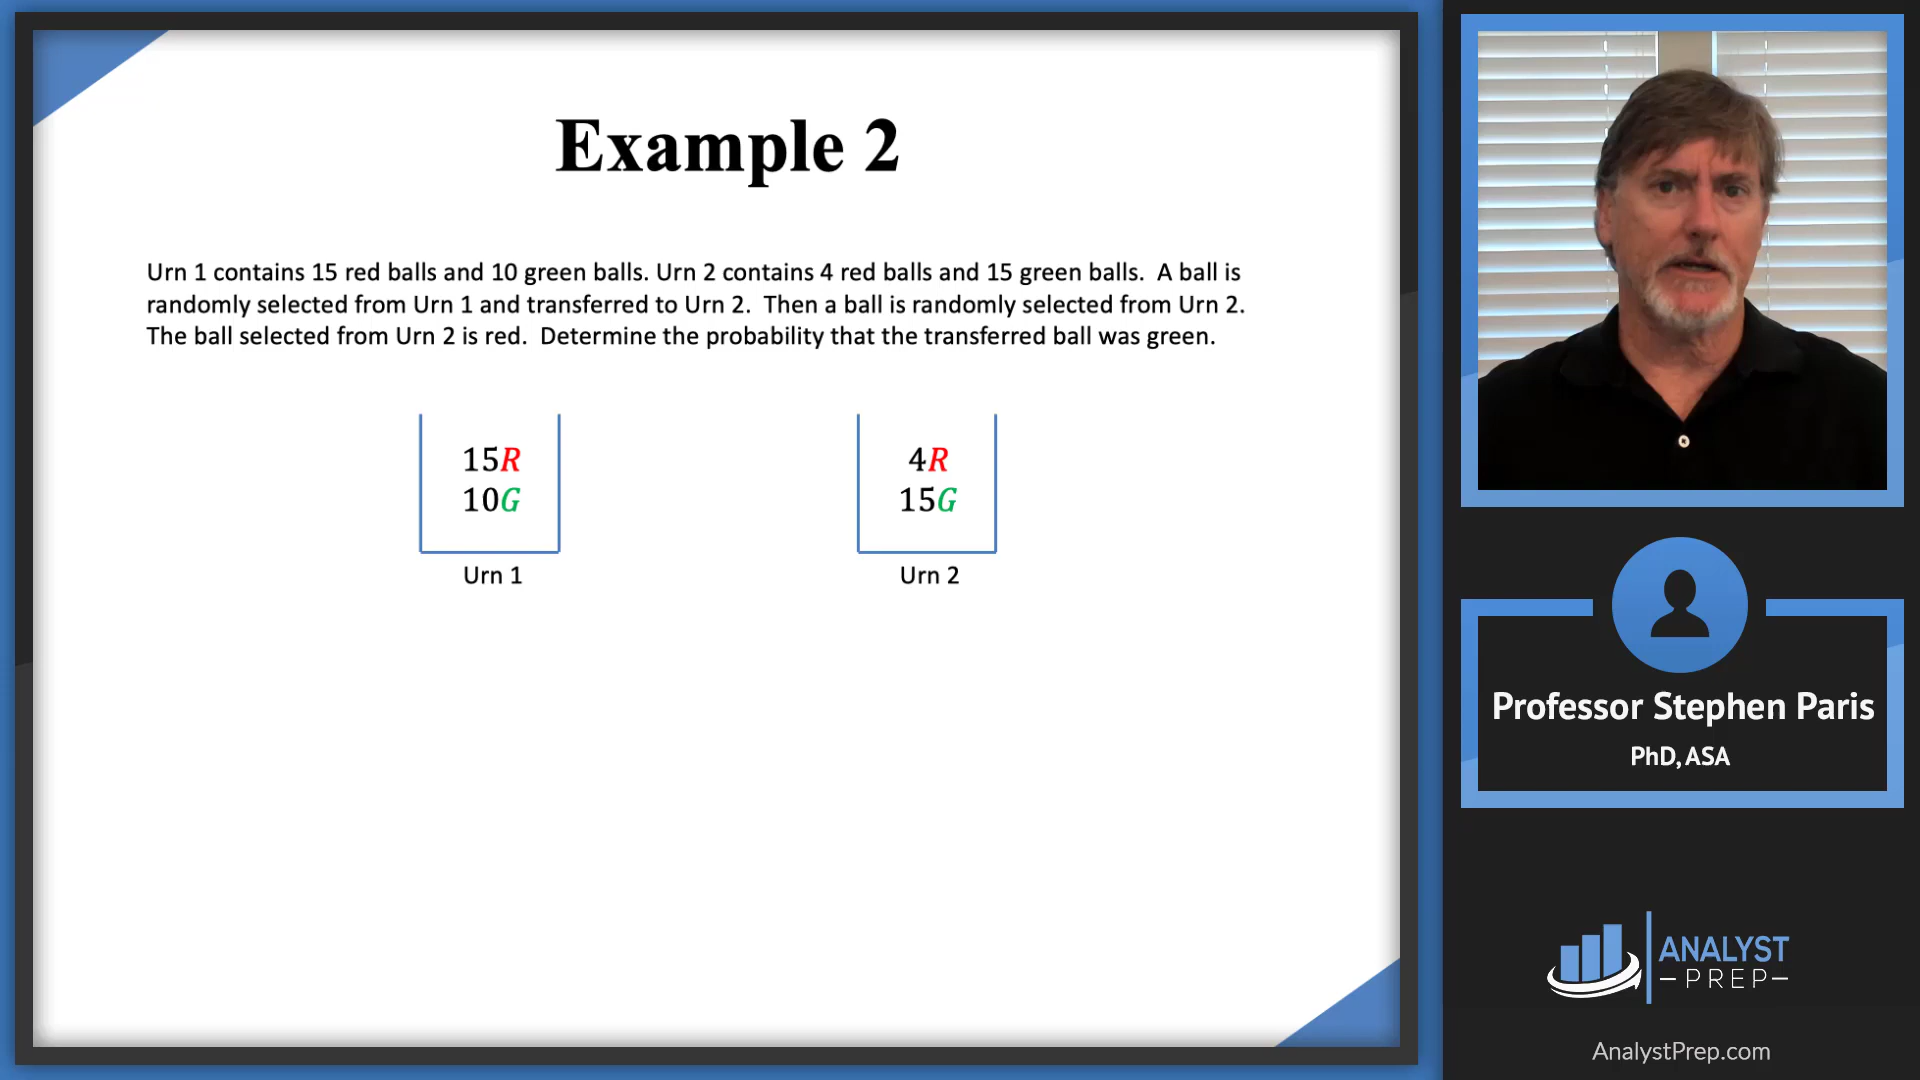 Example 2
Urn 1 contains 15 red balls and 10 green balls. Urn 2 contains 4 red balls and 15 green balls.  A ball is
randomly selected from Urn 1 and transferred to Urn 2.  Then a ball is randomly selected from Urn 2.
The ball selected from Urn 2 is red.  Determine the probability that the transferred ball was green.
15R
10G
Urn 1
4R
15G
Urn 2
Professor Stephen Paris
PhD, ASA
ANALYST
PREP
AnalystPrep.com